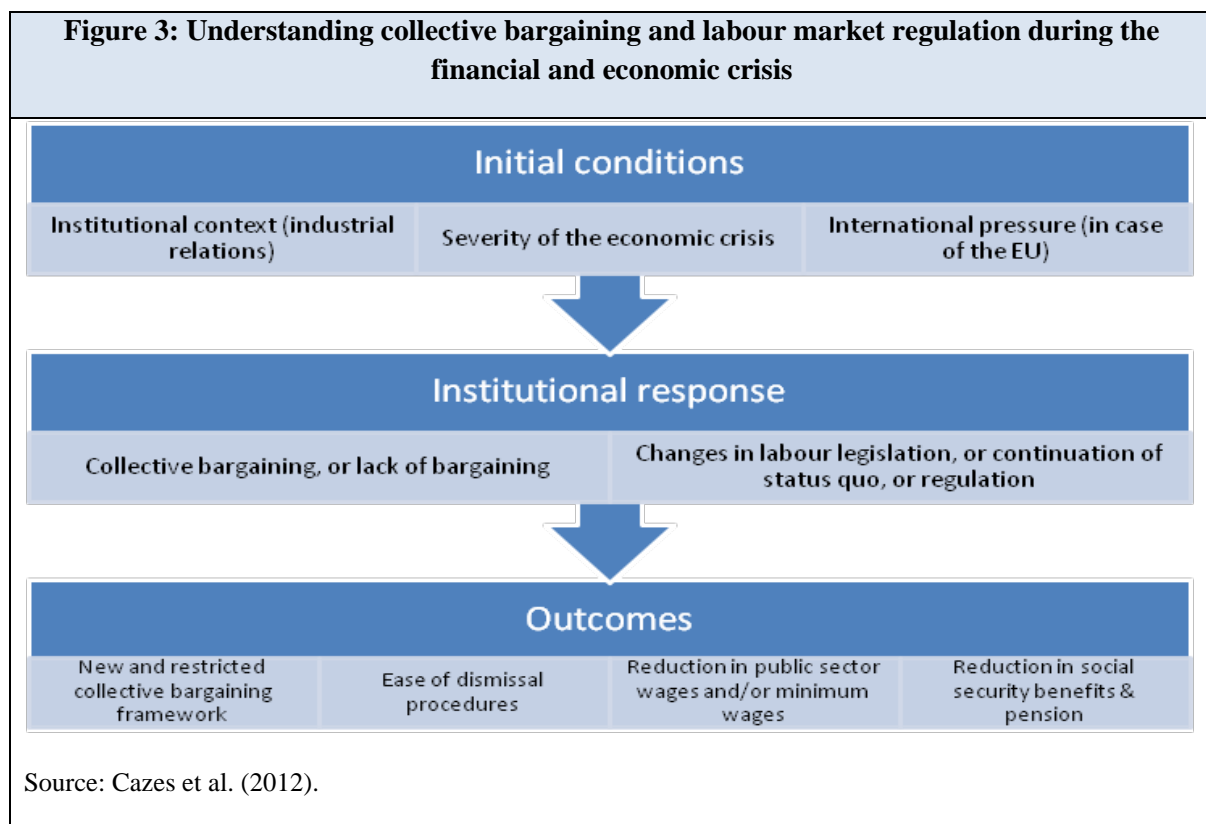 Figure 3: Understanding collective bargaining and labour market regulation during the
financial and economic crisis
Initial conditions
Institutional context (industrial
relations)
Severity of the economic crisis
International pressure (in case
of the EU)
Institutional response
Collective bargaining, or lack of bargaining
Changes in labour legislation, or continuation of
status quo, or regulation
Outcomes
New and restricted
collective bargaining
framework
Ease of dismissal
procedures
Reduction in public sector
wages and/or minimum
wages
Reduction in social
security benefits &
pension
Source: Cazes et al. (2012).